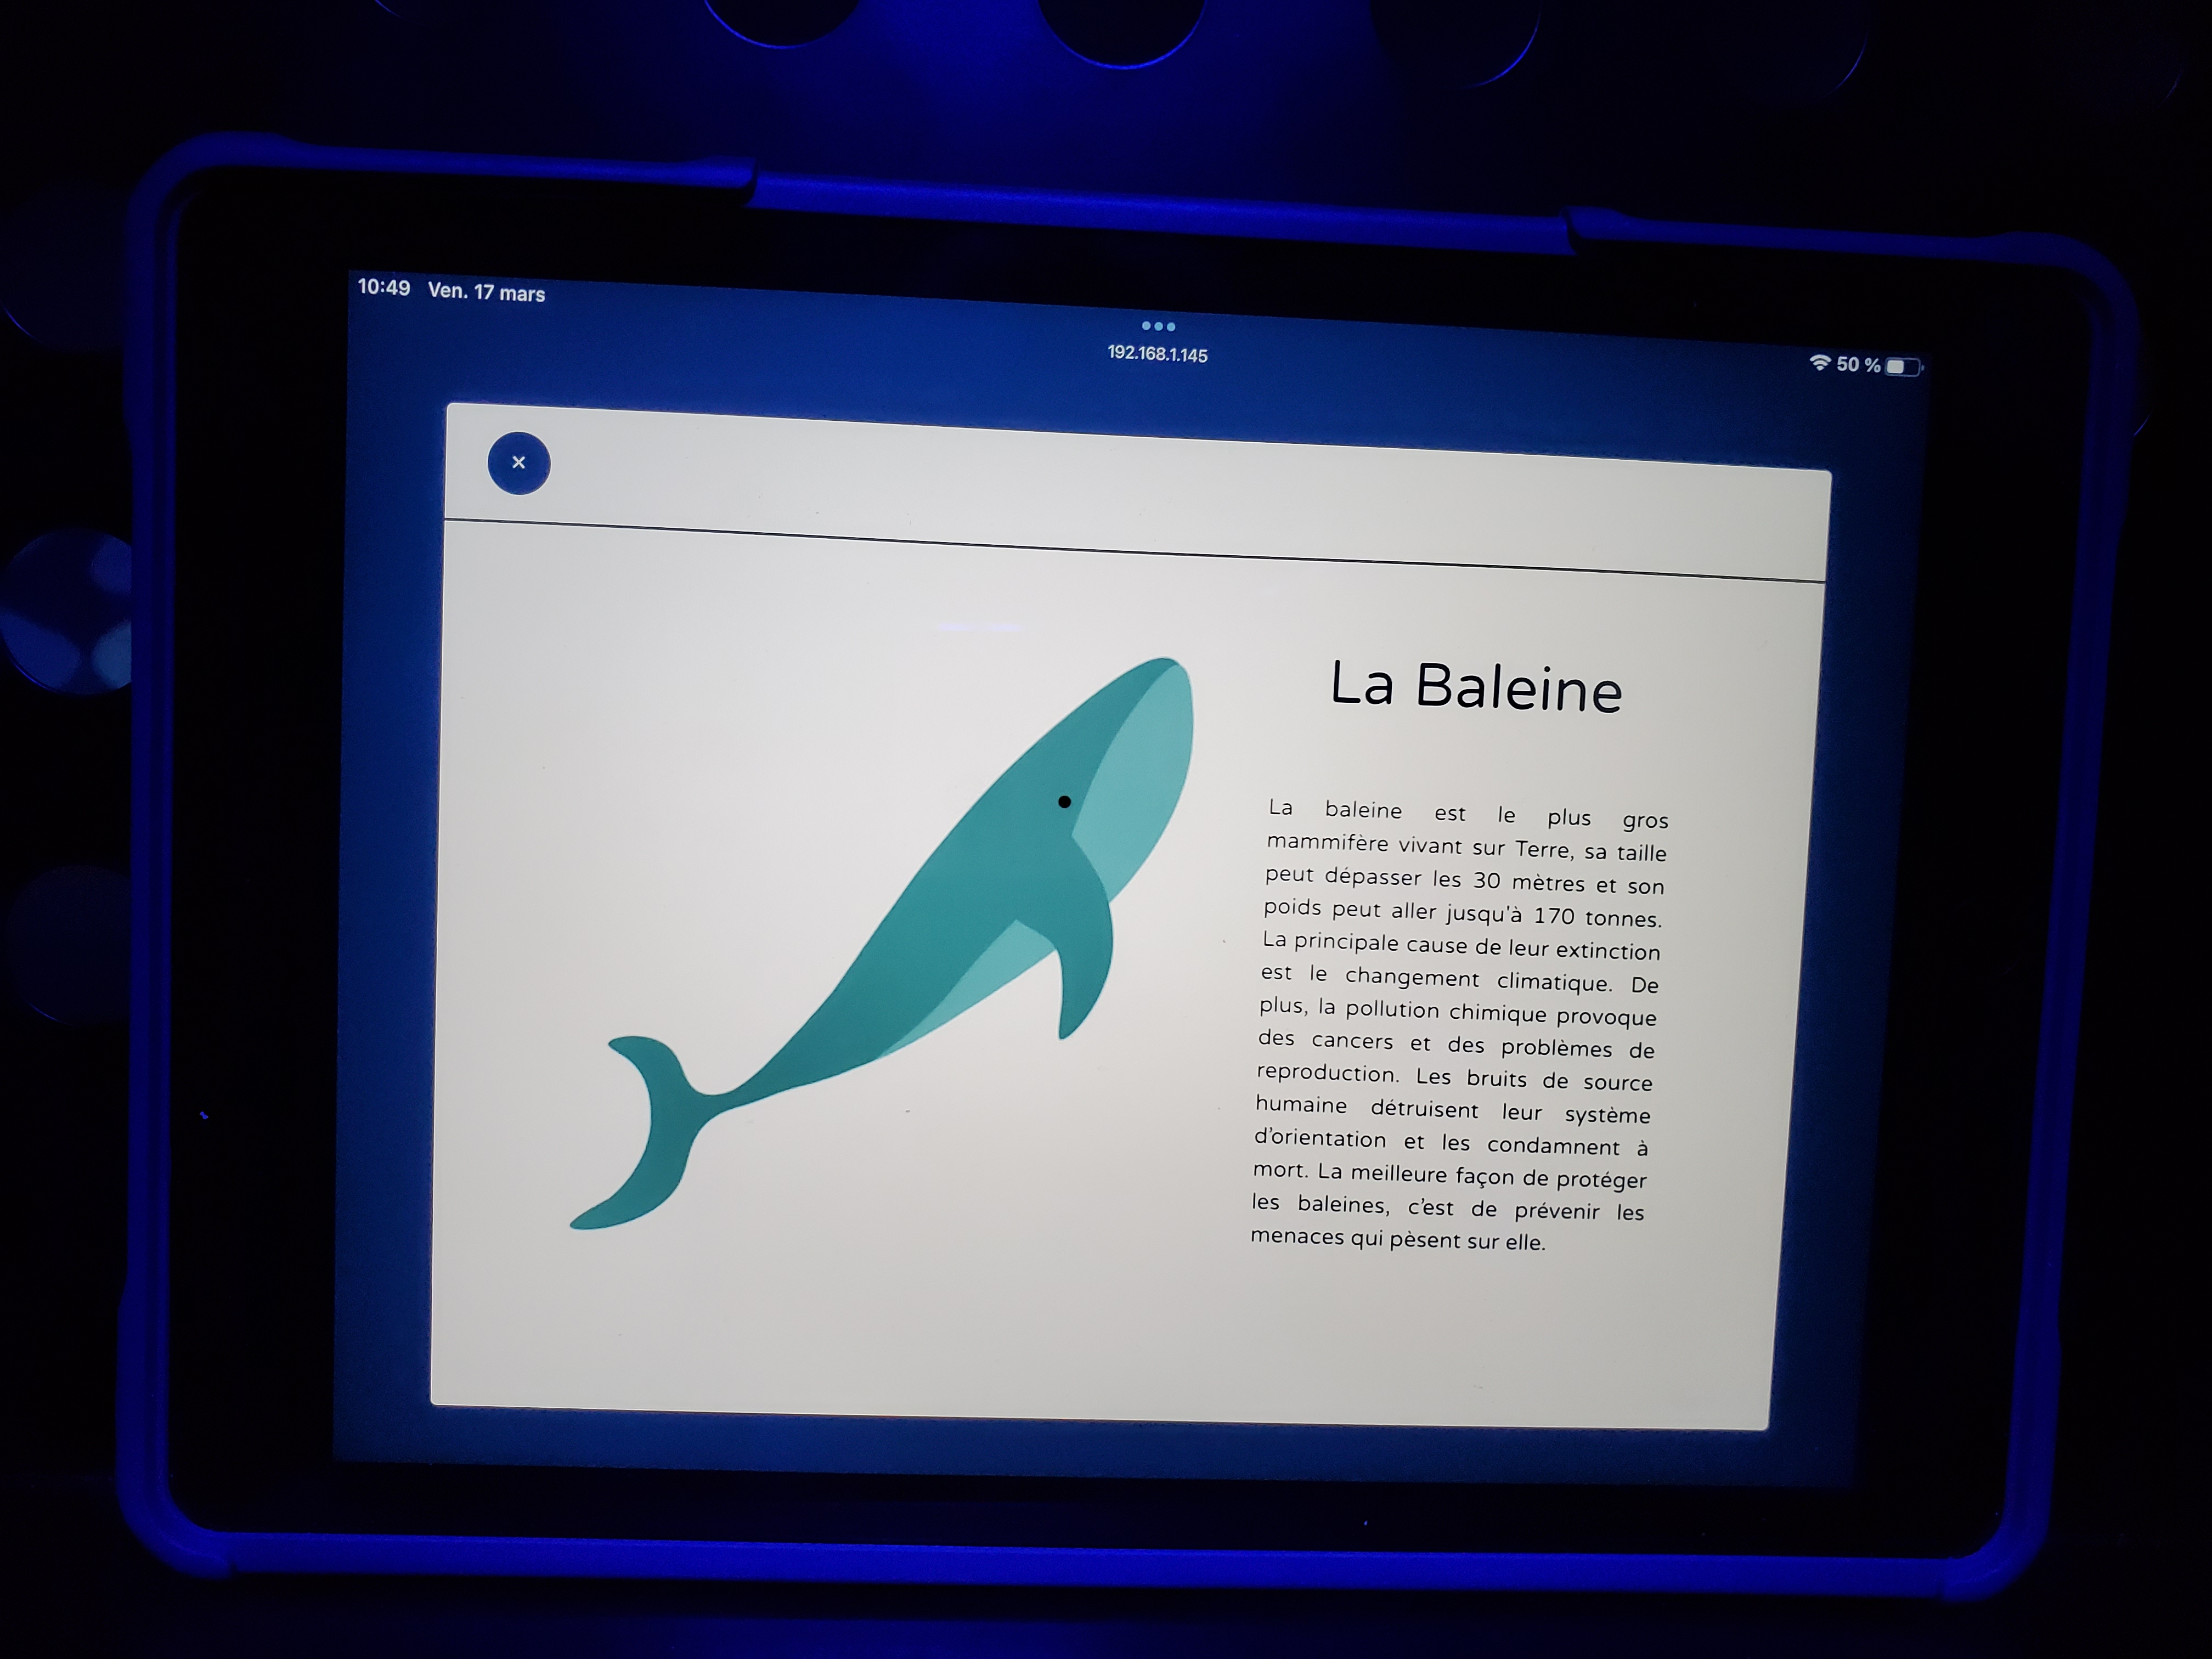 10:49 Ven. 17 mars
192.168.1.145
50 %
×
La Baleine
La baleine est le plus gros
mammifère vivant sur Terre, sa taille
peut dépasser les 30 mètres et son
poids peut aller jusqu'à 170 tonnes.
La principale cause de leur extinction
est le changement climatique. De
plus, la pollution chimique provoque
des cancers et des problèmes de
reproduction. Les bruits de source
humaine détruisent leur système
d’orientation et les condamnent à
mort. La meilleure façon de protéger
les baleines, c’est de prévenir les
menaces qui pèsent sur elle.